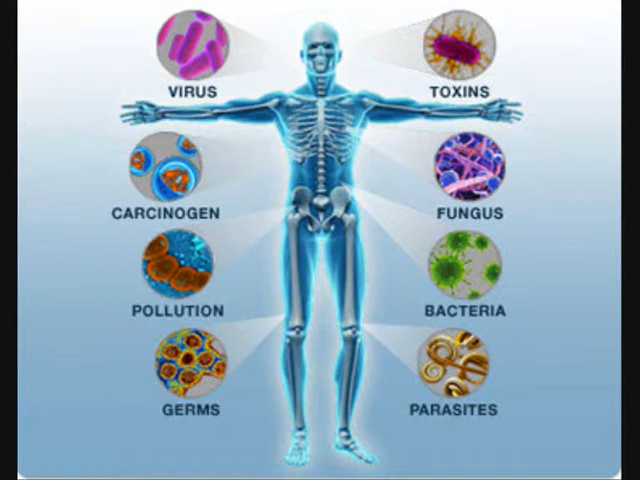 VIRUS
TOXINS
CARCINOGEN
FUNGUS
POLLUTION
BACTERIA
GERMS
PARASITES